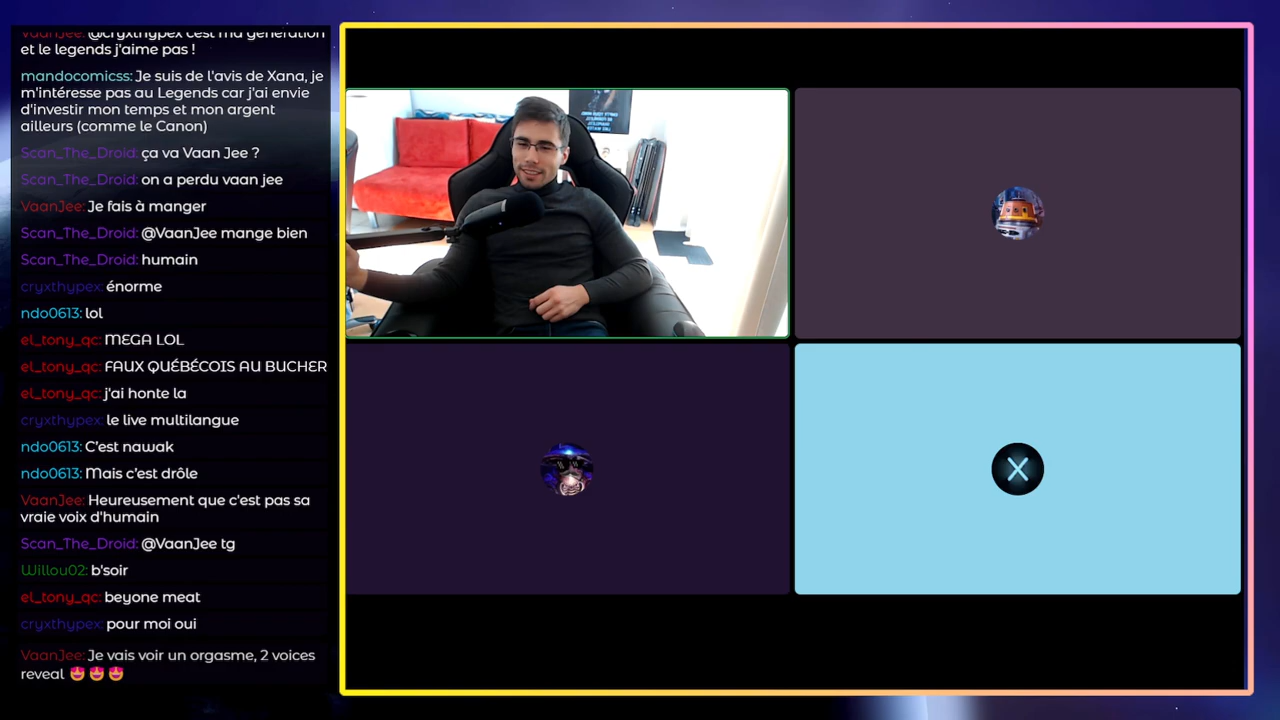 VaanJee: @cryxthypex c'est ma génération
et le legends j'aime pas !
mandocomicss: Je suis de l'avis de Xana, je
m'intéresse pas au Legends car j'ai envie
d'investir mon temps et mon argent
ailleurs (comme le Canon)
Scan_The_Droid: ça va Vaan Jee ?
Scan_The_Droid: on a perdu vaan jee
VaanJee: Je fais à manger
Scan_The_Droid: @VaanJee mange bien
Scan_The_Droid: humain
cryxthypex: énorme
ndo0613: lol
el_tony_qc: MEGA LOL
el_tony_qc: FAUX QUÉBÉCOIS AU BUCHER
el_tony_qc: j'ai honte la
cryxthypex: le live multilangue
ndo0613: C'est nawak
ndo0613: Mais c'est drôle
VaanJee: Heureusement que c'est pas sa
vraie voix d'humain
Scan_The_Droid: @VaanJee tg
Willou02: b'soir
el_tony_qc: beyone meat
cryxthypex: pour moi oui
VaanJee: Je vais voir un orgasme, 2 voices
reveal 🤩 🤩 🤩